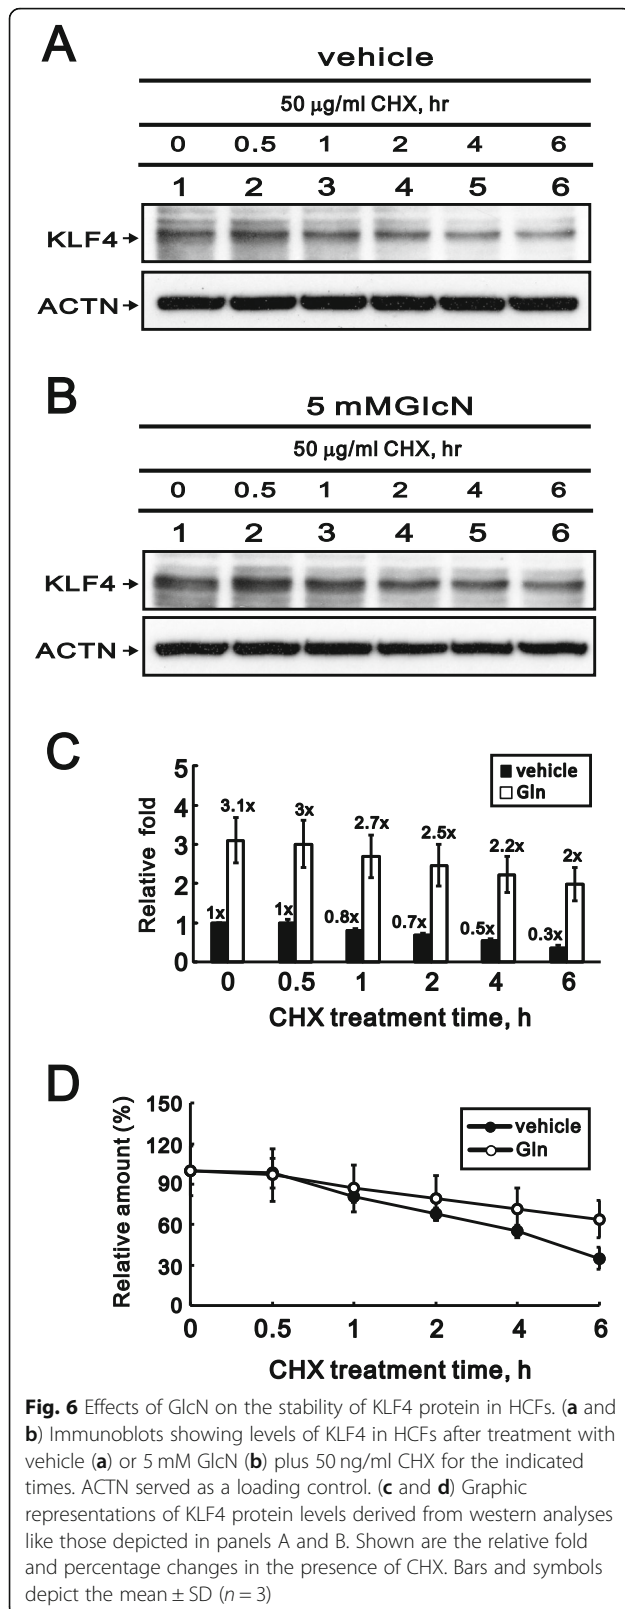 A
vehicle
50 μg/ml CHX, hr
0 0.5 1 2 4 6
1 2 3 4 5 6
KLF4
ACTN
B
5 mMGlcN
50 μg/ml CHX, hr
0 0.5 1 2 4 6
1 2 3 4 5 6
KLF4
ACTN
C
5
4
3
2
1
0
Relative fold
vehicle
Gln
3.1x 3x 2.7x 2.5x 2.2x 2x
1x 1x 0.8x 0.7x 0.5x 0.3x
0 0.5 1 2 4 6
CHX treatment time, h
D
150
120
90
60
30
0
Relative amount (%)
vehicle
Gln
0 0.5 1 2 4 6
CHX treatment time, h
Fig. 6 Effects of GlcN on the stability of KLF4 protein in HCFs. (a and
b) Immunoblots showing levels of KLF4 in HCFs after treatment with
vehicle (a) or 5 mM GlcN (b) plus 50 ng/ml CHX for the indicated
times. ACTN served as a loading control. (c and d) Graphic
representations of KLF4 protein levels derived from western analyses
like those depicted in panels A and B. Shown are the relative fold
and percentage changes in the presence of CHX. Bars and symbols
depict the mean ± SD (n = 3)